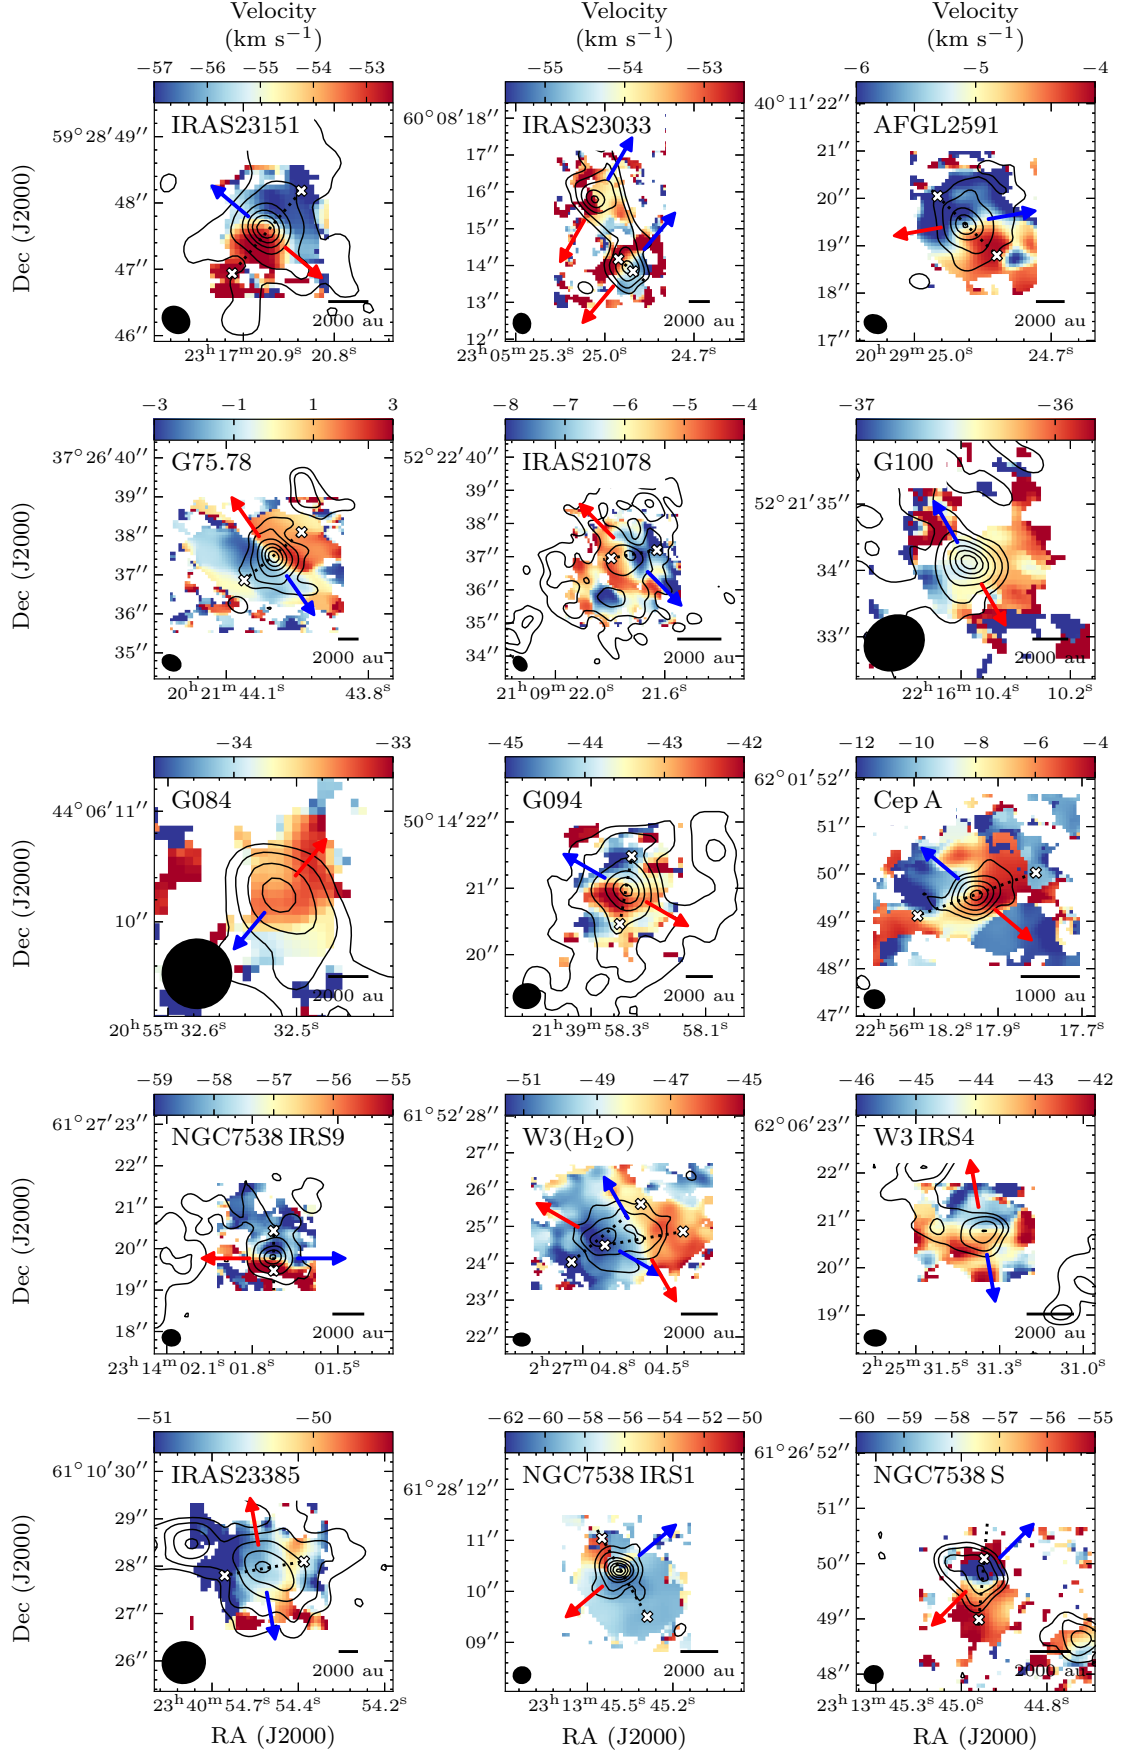 Velocity Velocity Velocity
(km s⁻¹) (km s⁻¹) (km s⁻¹)
−57 −56 −55 −54 −53 −55 −54 −53 −6 −5 −4
IRAS23151 IRAS23033 AFGL2591
59°28′49′′ 60°08′18′′ 40°11′22′′
48′′ 17′′ 21′′
47′′ 16′′ 20′′
46′′ 15′′ 19′′
14′′ 18′′
13′′ 17′′
12′′
Dec (J2000)
2000 au 2000 au 2000 au
23ʰ17ᵐ20.9ˢ 20.8ˢ 23ʰ05ᵐ25.3ˢ 25.0ˢ 24.7ˢ 20ʰ29ᵐ25.0ˢ 24.7ˢ
−3 −1 1 3 −8 −7 −6 −5 −4 −37 −36
G75.78 IRAS21078 G100
37°26′40′′ 52°22′40′′ 52°21′35′′
39′′ 39′′ 34′′
38′′ 38′′ 33′′
37′′ 37′′
36′′ 36′′
35′′ 35′′
34′′
Dec (J2000)
2000 au 2000 au 2000 au
20ʰ21ᵐ44.1ˢ 43.8ˢ 21ʰ09ᵐ22.0ˢ 21.6ˢ 22ʰ16ᵐ10.4ˢ 10.2ˢ
−34 −33 −45 −44 −43 −42 −12 −10 −8 −6 −4
G084 G094 Cep A
44°06′11′′ 50°14′22′′ 62°01′52′′
10′′ 21′′ 51′′
20′′ 50′′
19′′ 49′′
48′′
47′′
Dec (J2000)
2000 au 2000 au 1000 au
20ʰ55ᵐ32.6ˢ 32.5ˢ 21ʰ39ᵐ58.3ˢ 58.1ˢ 22ʰ56ᵐ18.2ˢ 17.9ˢ 17.7ˢ
−59 −58 −57 −56 −55 −51 −49 −47 −45 −46 −45 −44 −43 −42
NGC7538 IRS9 W3(H₂O) W3 IRS4
61°27′23′′ 61°52′28′′ 62°06′23′′
22′′ 27′′ 22′′
21′′ 26′′ 21′′
20′′ 25′′ 20′′
19′′ 24′′ 19′′
18′′ 23′′
22′′
Dec (J2000)
2000 au 2000 au 2000 au
23ʰ14ᵐ02.1ˢ 01.8ˢ 01.5ˢ 2ʰ27ᵐ04.8ˢ 04.5ˢ 2ʰ25ᵐ31.5ˢ 31.3ˢ 31.0ˢ
−51 −50 −62 −60 −58 −56 −54 −52 −50 −60 −59 −58 −57 −56 −55
IRAS23385 NGC7538 IRS1 NGC7538 S
61°10′30′′ 61°28′12′′ 61°26′52′′
29′′ 11′′ 51′′
28′′ 10′′ 50′′
27′′ 09′′ 49′′
26′′ 48′′
Dec (J2000)
2000 au 2000 au 2000 au
23ʰ40ᵐ54.7ˢ 54.4ˢ 54.2ˢ 23ʰ13ᵐ45.5ˢ 45.2ˢ 23ʰ13ᵐ45.3ˢ 45.0ˢ 44.8ˢ
RA (J2000) RA (J2000) RA (J2000)